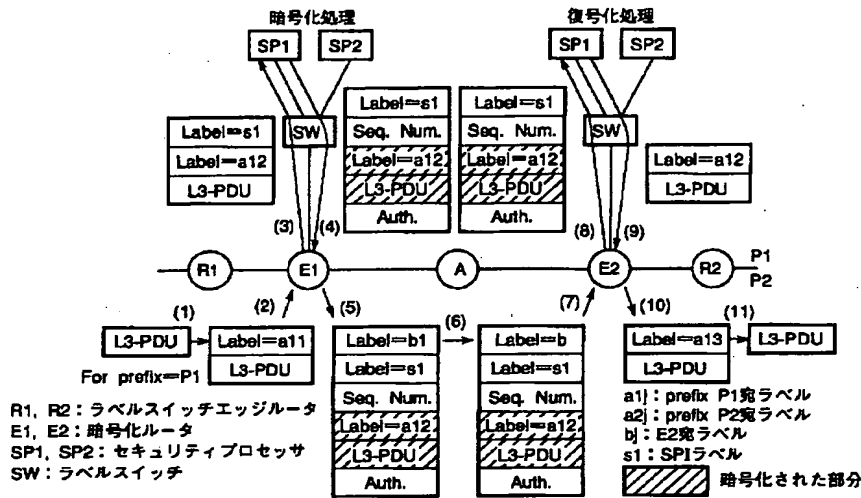 暗号化処理
SP1
SP2
復号化処理
SP1
SP2
Label=s1
Label=a12
L3-PDU
SW
Label=s1
Seq. Num.
Label=a12
L3-PDU
Auth.
Label=s1
Seq. Num.
Label=a12
L3-PDU
Auth.
SW
Label=a12
L3-PDU
(3)
(4)
(8)
(9)
R1
E1
A
E2
R2
P1
P2
(1)
(2)
(5)
(6)
(7)
(10)
(11)
L3-PDU
Label=a11
L3-PDU
For prefix=P1
Label=b1
Label=s1
Seq. Num.
Label=a12
L3-PDU
Auth.
Label=b
Label=s1
Seq. Num.
Label=a12
L3-PDU
Auth.
Label=a13
L3-PDU
L3-PDU
R1, R2：ラベルスイッチエッジルータ
E1, E2：暗号化ルータ
SP1, SP2：セキュリティプロセッサ
SW：ラベルスイッチ
a1j：prefix P1宛ラベル
a2j：prefix P2宛ラベル
bj：E2宛ラベル
s1：SPIラベル
暗号化された部分